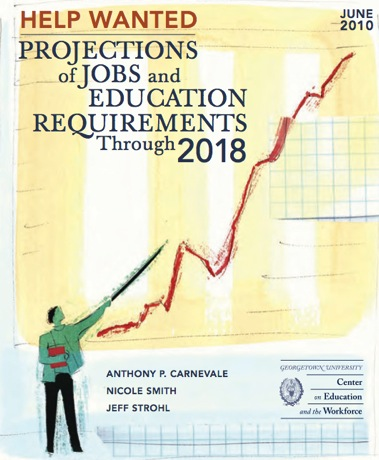 HELP WANTED
JUNE
2010
PROJECTIONS
of JOBS and
EDUCATION
REQUIREMENTS
Through 2018
ANTHONY P. CARNEVALE
NICOLE SMITH
JEFF STROHL
GEORGETOWN UNIVERSITY
Center
on Education
and the Workforce